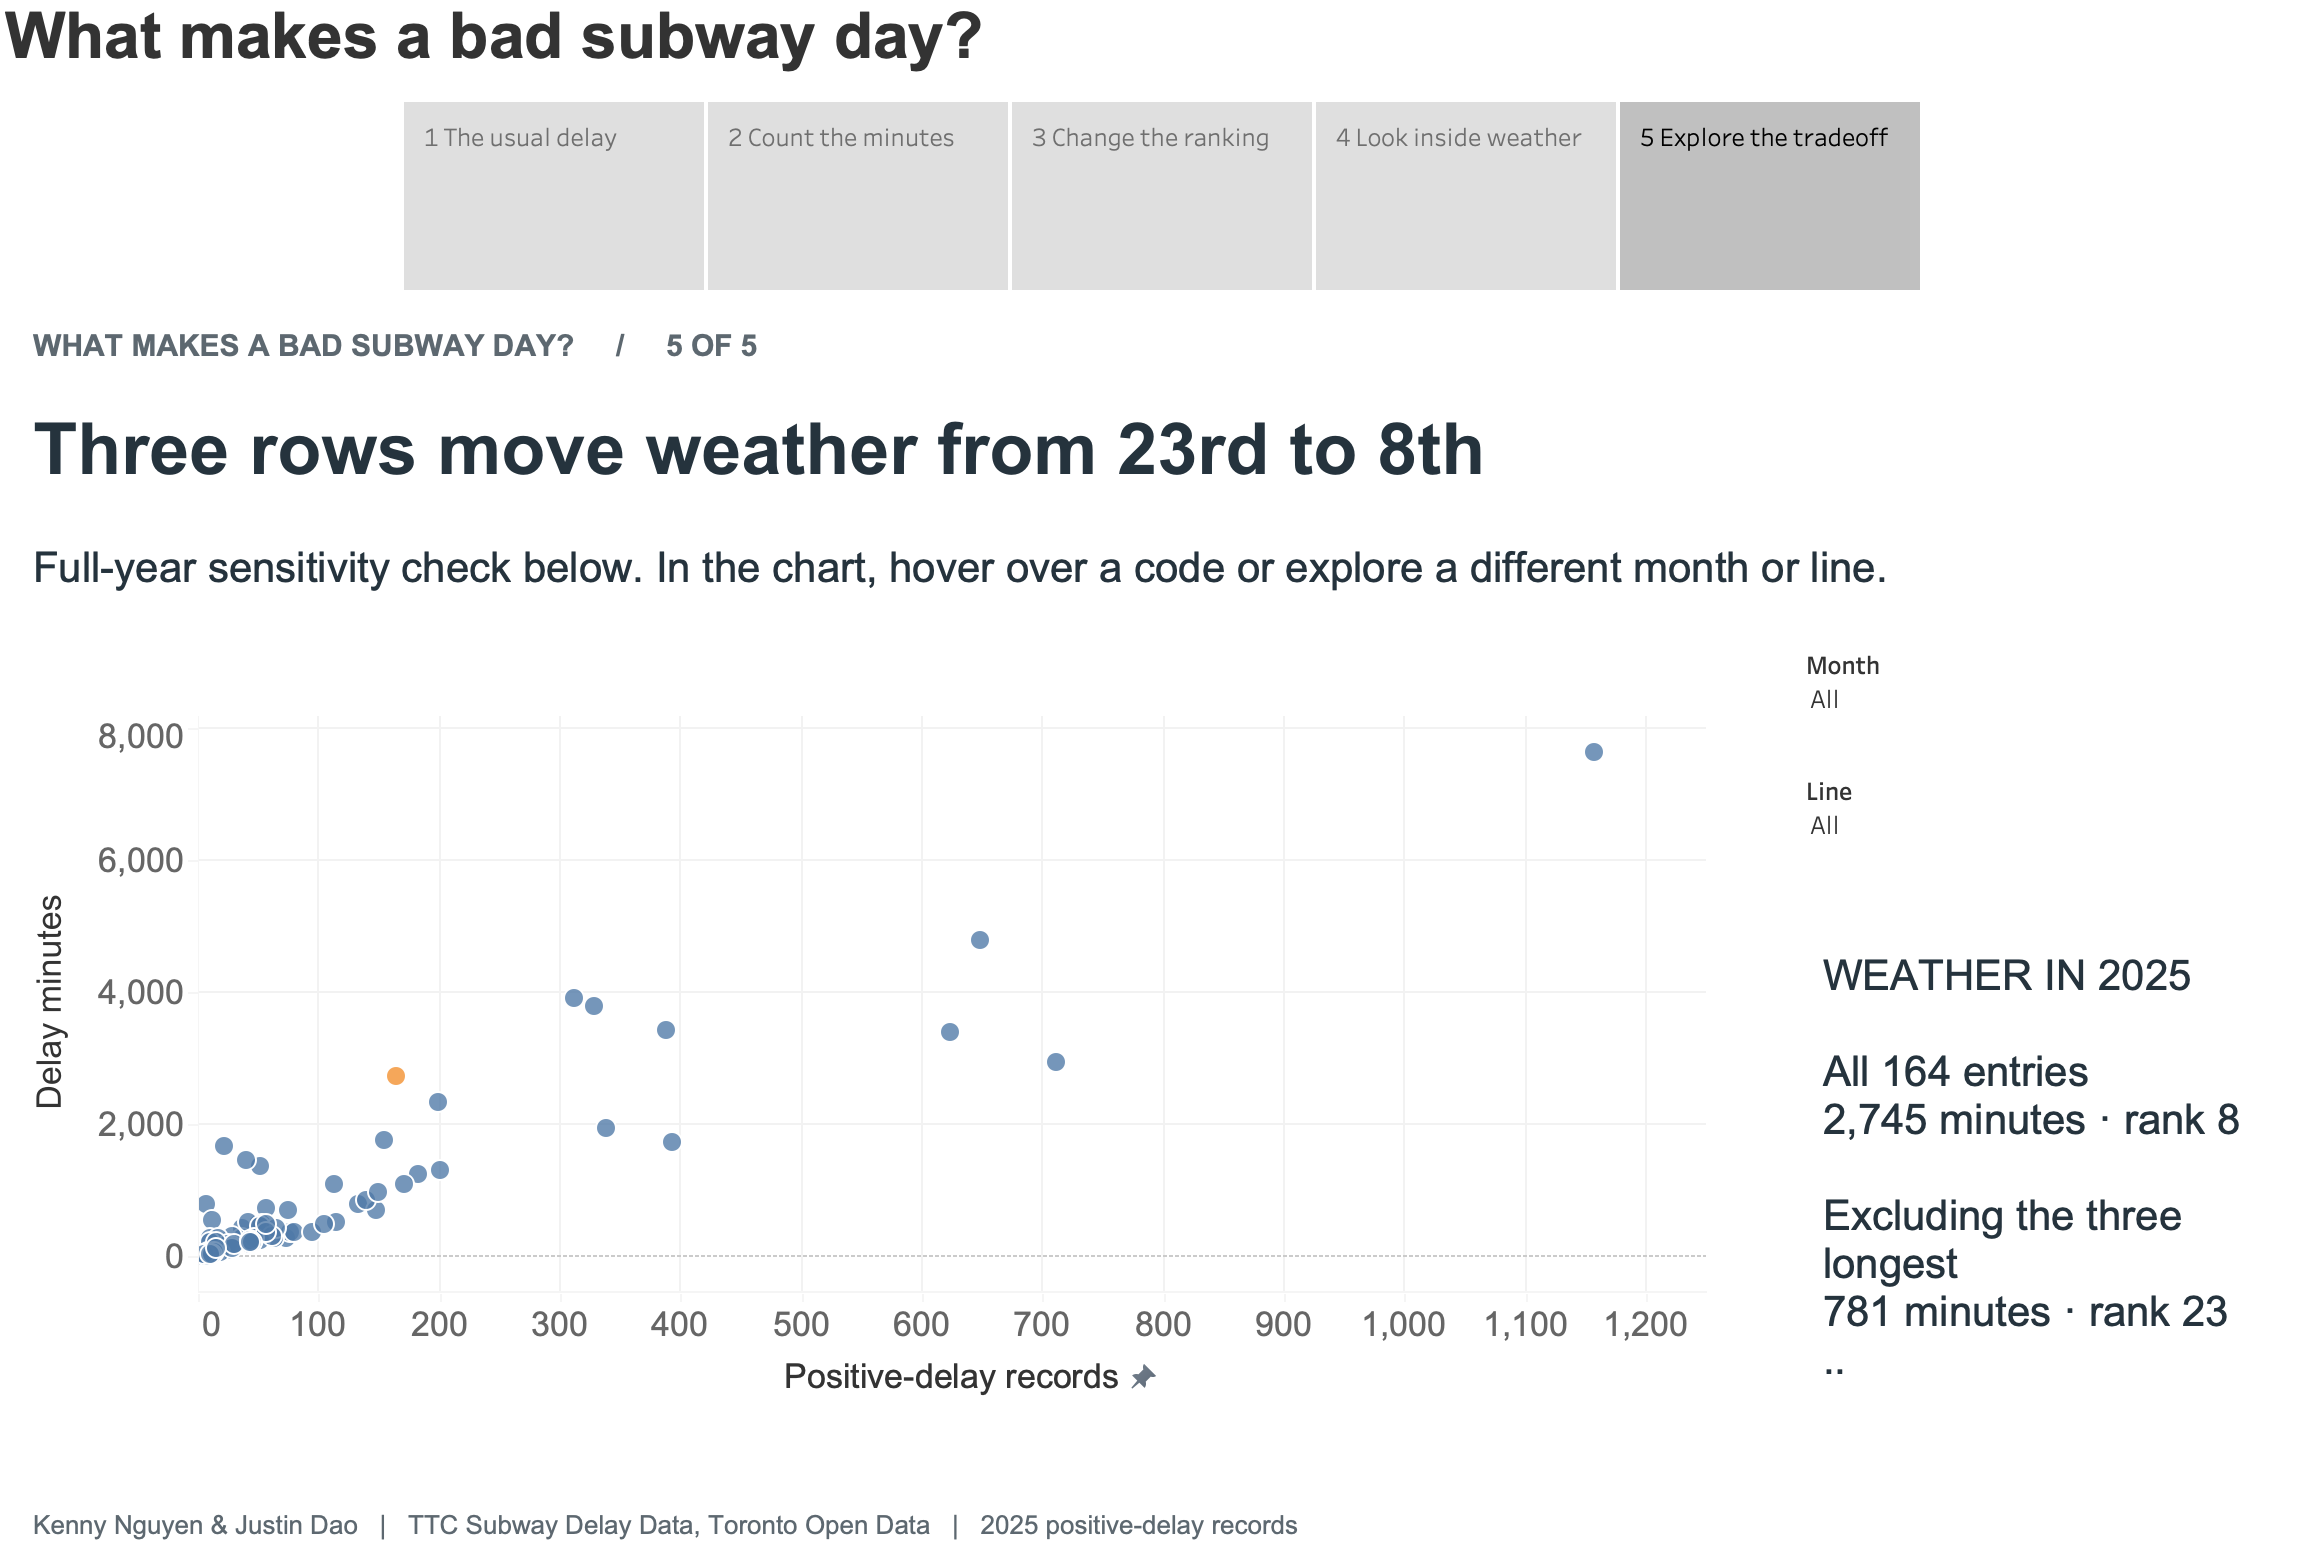 What makes a bad subway day?
1 The usual delay
2 Count the minutes
3 Change the ranking
4 Look inside weather
5 Explore the tradeoff
WHAT MAKES A BAD SUBWAY DAY? / 5 OF 5
Three rows move weather from 23rd to 8th
Full-year sensitivity check below. In the chart, hover over a code or explore a different month or line.
Month
All
Line
All
Delay minutes
8,000
6,000
4,000
2,000
0
0 100 200 300 400 500 600 700 800 900 1,000 1,100 1,200
Positive-delay records
WEATHER IN 2025
All 164 entries
2,745 minutes · rank 8
Excluding the three
longest
781 minutes · rank 23
..
Kenny Nguyen & Justin Dao | TTC Subway Delay Data, Toronto Open Data | 2025 positive-delay records